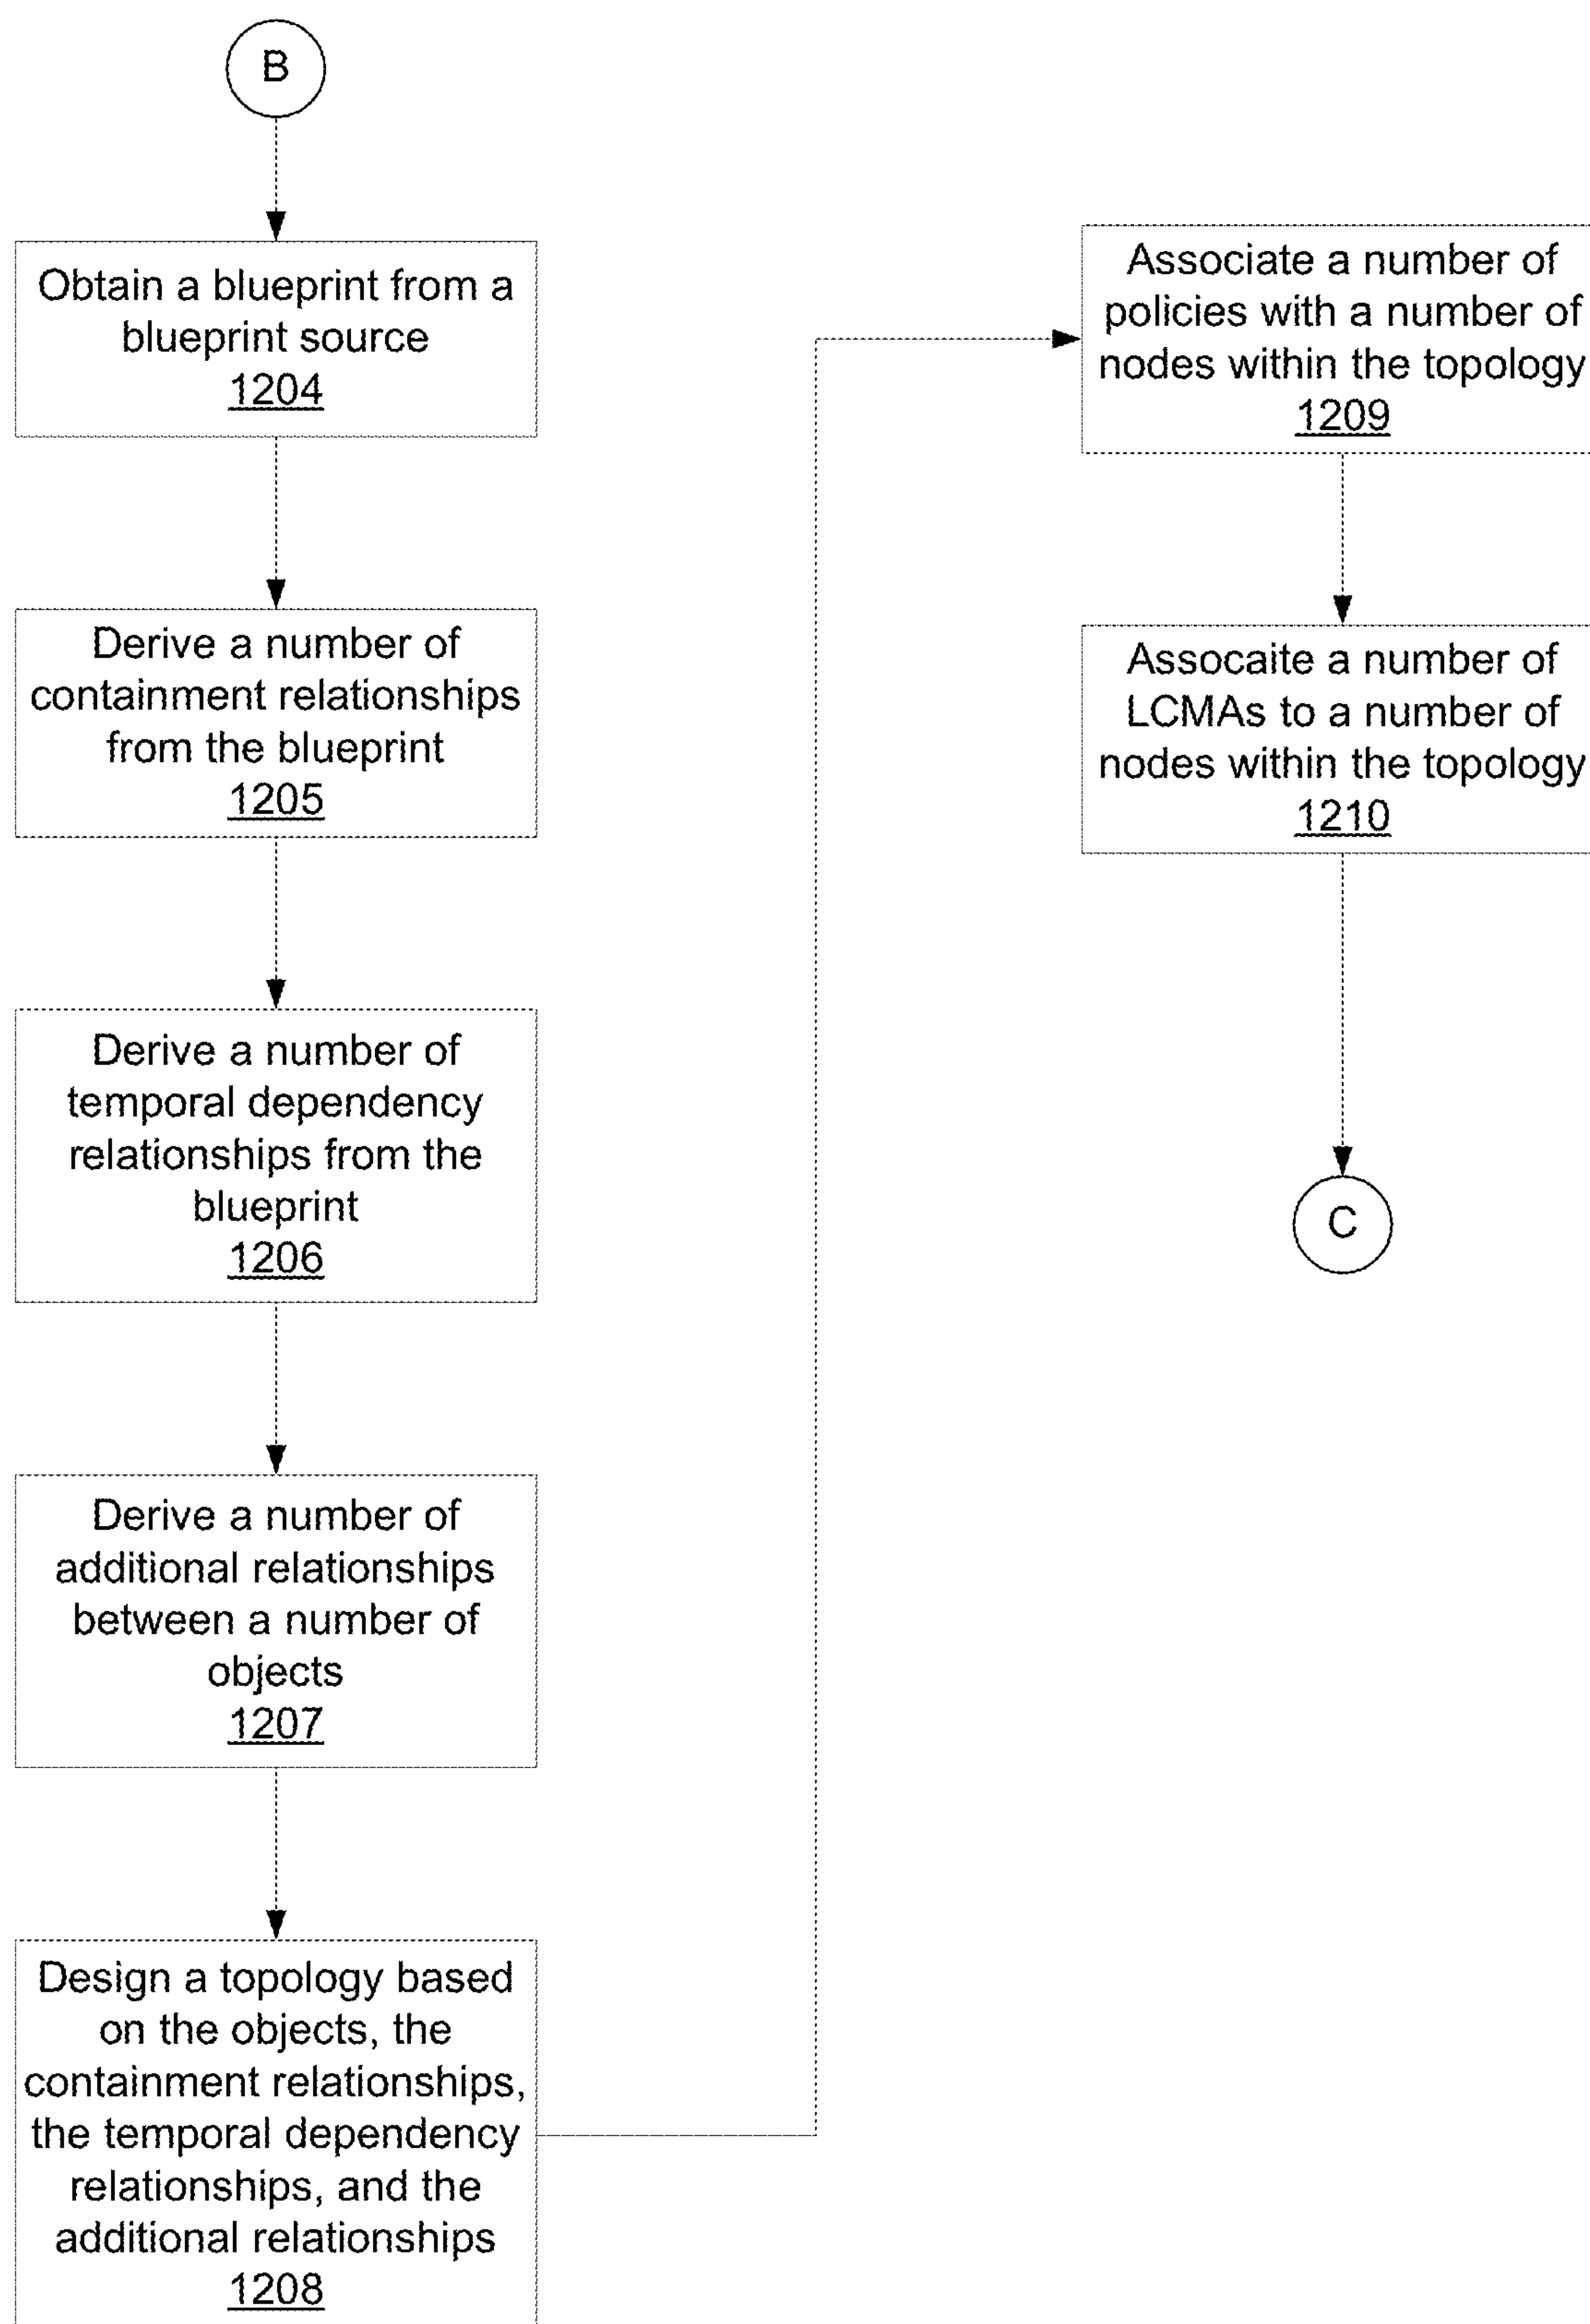 B
Obtain a blueprint from a
blueprint source
1204
Derive a number of
containment relationships
from the blueprint
1205
Derive a number of
temporal dependency
relationships from the
blueprint
1206
Derive a number of
additional relationships
between a number of
objects
1207
Design a topology based
on the objects, the
containment relationships,
the temporal dependency
relationships, and the
additional relationships
1208
Associate a number of
policies with a number of
nodes within the topology
1209
Assocaite a number of
LCMAs to a number of
nodes within the topology
1210
C